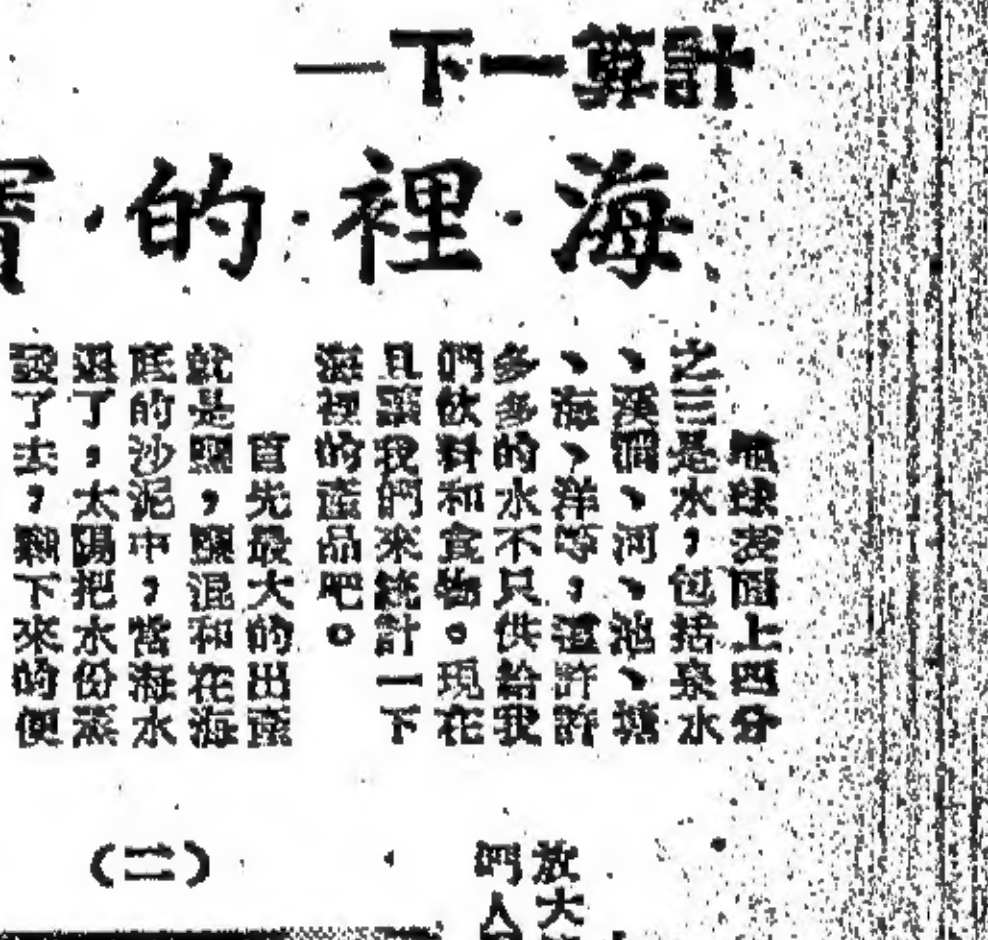 計算一下—
海·裡·的·寶
地球表面上四分
之三是水，包括泉水
、溪澗、河、池、塘
、海、洋等，這許許
多多的水不只供給我
們飲料和食物。現在
且讓我們來統計一下
海裡的產品吧。
首先最大的出產
就是鹽，鹽混和在海
底的沙泥中，當海水
退了，太陽把水份蒸
發了去，剩下來的便
(二)
放大
們人